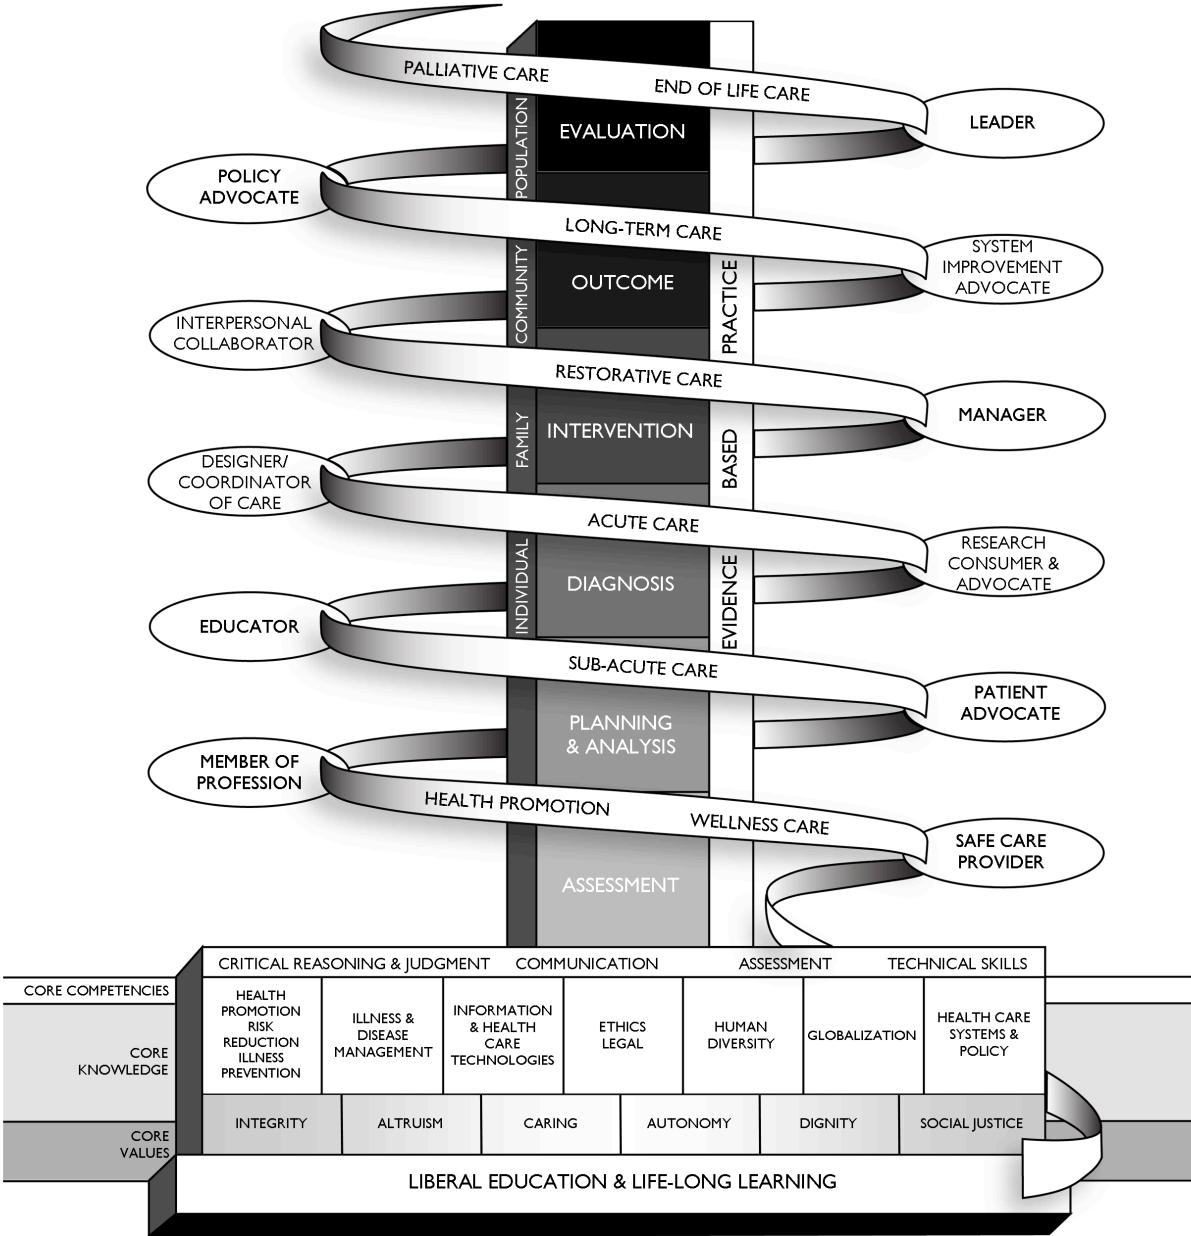 PALLIATIVE CARE
END OF LIFE CARE
LEADER
EVALUATION
POPULATION
POLICY
ADVOCATE
LONG-TERM CARE
SYSTEM
IMPROVEMENT
ADVOCATE
OUTCOME
COMMUNITY
PRACTICE
INTERPERSONAL
COLLABORATOR
RESTORATIVE CARE
MANAGER
INTERVENTION
FAMILY
BASED
DESIGNER/
COORDINATOR
OF CARE
ACUTE CARE
RESEARCH
CONSUMER &
ADVOCATE
DIAGNOSIS
INDIVIDUAL
EVIDENCE
EDUCATOR
SUB-ACUTE CARE
PATIENT
ADVOCATE
PLANNING
& ANALYSIS
MEMBER OF
PROFESSION
HEALTH PROMOTION
WELLNESS CARE
SAFE CARE
PROVIDER
ASSESSMENT
CRITICAL REASONING & JUDGMENT
COMMUNICATION
ASSESSMENT
TECHNICAL SKILLS
CORE COMPETENCIES
CORE
KNOWLEDGE
HEALTH
PROMOTION
RISK
REDUCTION
ILLNESS
PREVENTION
ILLNESS &
DISEASE
MANAGEMENT
INFORMATION
& HEALTH
CARE
TECHNOLOGIES
ETHICS
LEGAL
HUMAN
DIVERSITY
GLOBALIZATION
HEALTH CARE
SYSTEMS &
POLICY
CORE
VALUES
INTEGRITY
ALTRUISM
CARING
AUTONOMY
DIGNITY
SOCIAL JUSTICE
LIBERAL EDUCATION & LIFE-LONG LEARNING